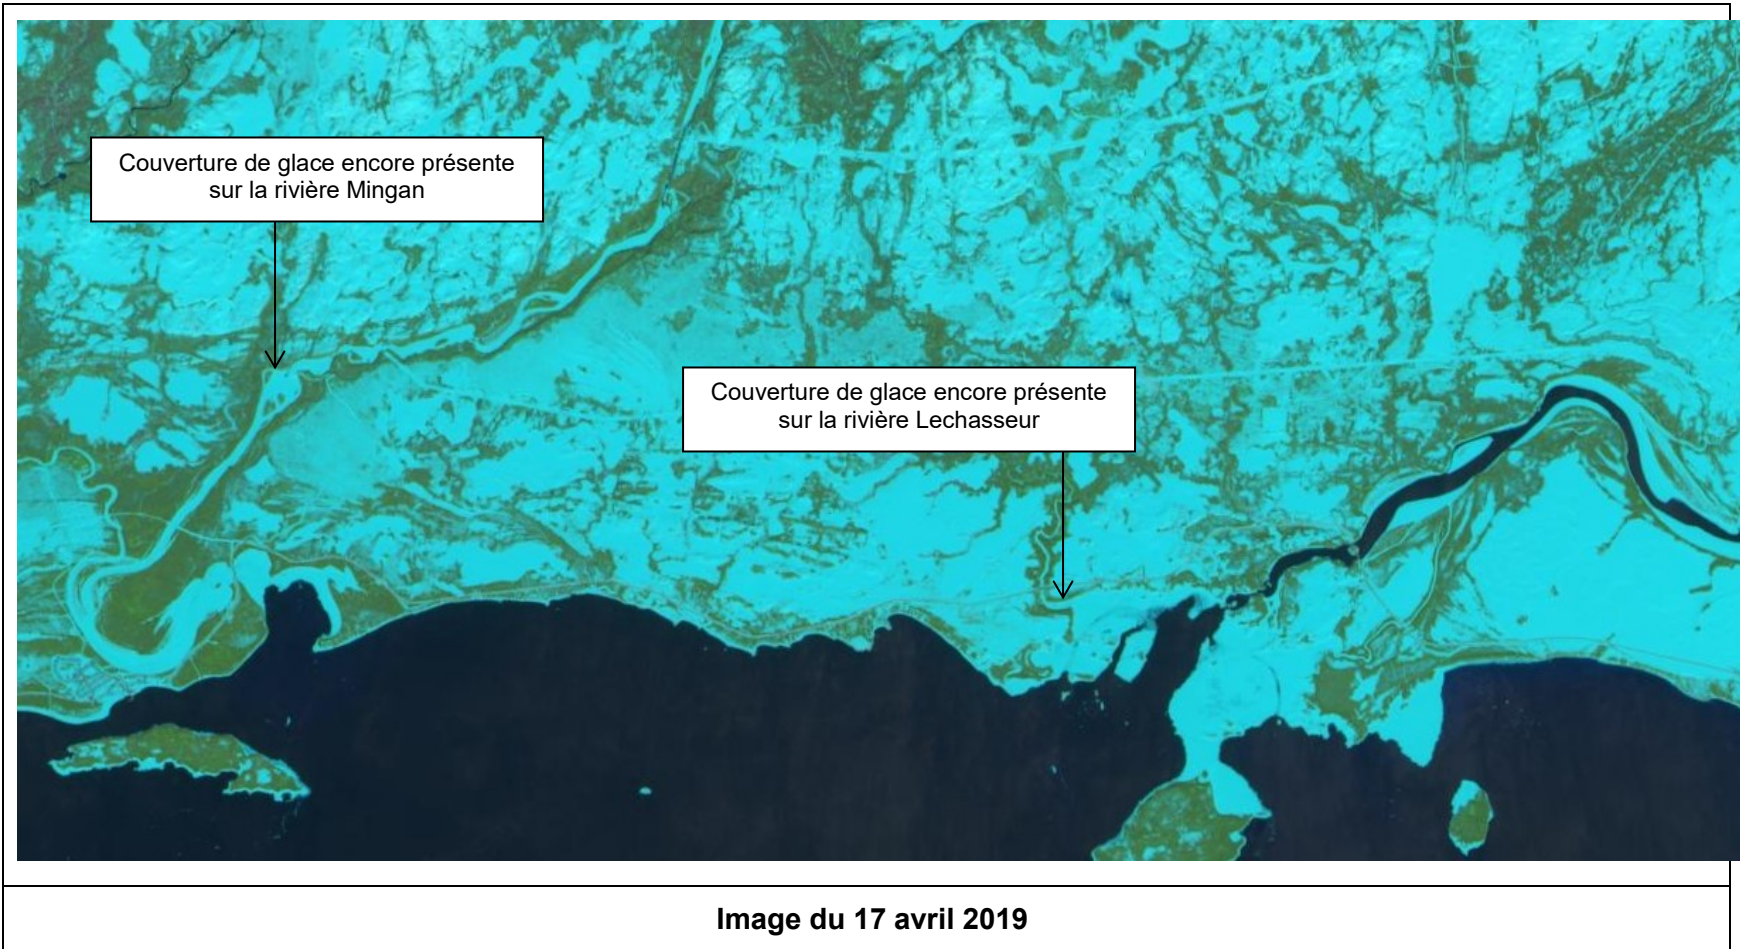 Couverture de glace encore présente
sur la rivière Mingan
Couverture de glace encore présente
sur la rivière Lechasseur
Image du 17 avril 2019